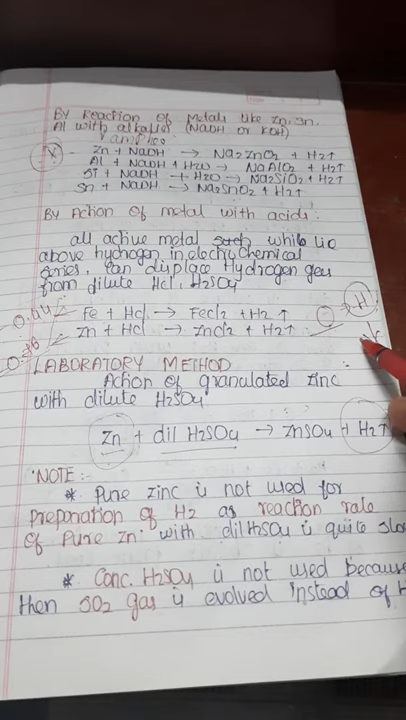 By Reaction of Metals like Zn, Sn.
Al with alkalies (NaOH or KOH)
Zn + NaOH → Na2ZnO2 + H2↑
Al + NaOH + H2O → NaAlO2 + H2↑
Si + NaOH + H2O → Na2SiO2 + H2↑
Sn + NaOH → Na2SnO2 + H2↑
By Action of metal with acids:
all active metal while lie
above hydrogen in electrochemical
series. Can displace Hydrogen gas
from dilute HCl, H2SO4
Fe + HCl → FeCl2 + H2↑
Zn + HCl → ZnCl2 + H2↑
H
LABORATORY METHOD :
Action of granulated zinc
with dilute H2SO4
Zn + dil H2SO4 → ZnSO4 + H2↑
NOTE :-
* Pure zinc is not used for
preparation of H2 as reaction rate
of Pure Zn with dil H2SO4 is quite
* Conc. H2SO4 is not used because
then SO2 gas is evolved instead of